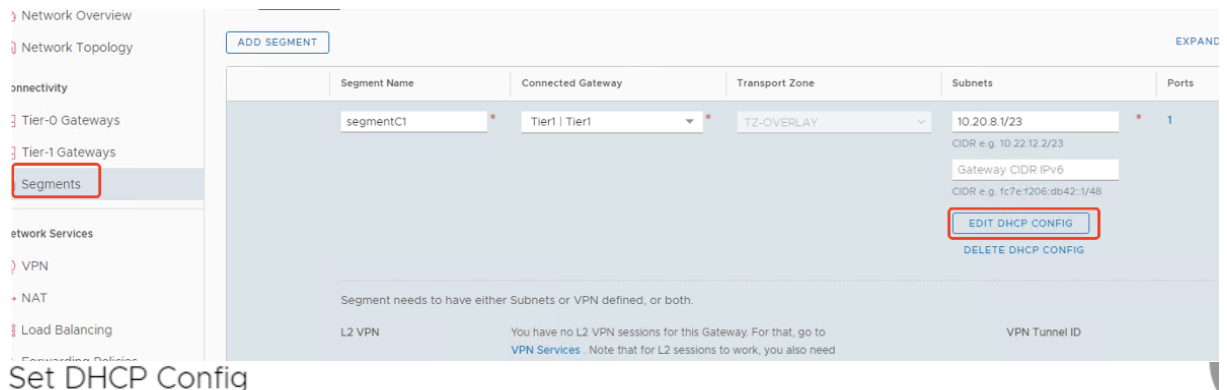 Network Overview
Network Topology
ADD SEGMENT
EXPAND
onnectivity
Segment Name
Connected Gateway
Transport Zone
Subnets
Ports
Tier-0 Gateways
segmentC1 *
Tier1 | Tier1 *
TZ-OVERLAY
10.20.8.1/23 *
1
CIDR e.g. 10.22.12.2/23
Tier-1 Gateways
Gateway CIDR IPv6
Segments
CIDR e.g. fc7e:f206:db42::1/48
EDIT DHCP CONFIG
etwork Services
DELETE DHCP CONFIG
VPN
NAT
Segment needs to have either Subnets or VPN defined, or both.
Load Balancing
L2 VPN
You have no L2 VPN sessions for this Gateway. For that, go to
VPN Services . Note that for L2 sessions to work, you also need
VPN Tunnel ID
Forwarding Policies
Set DHCP Config